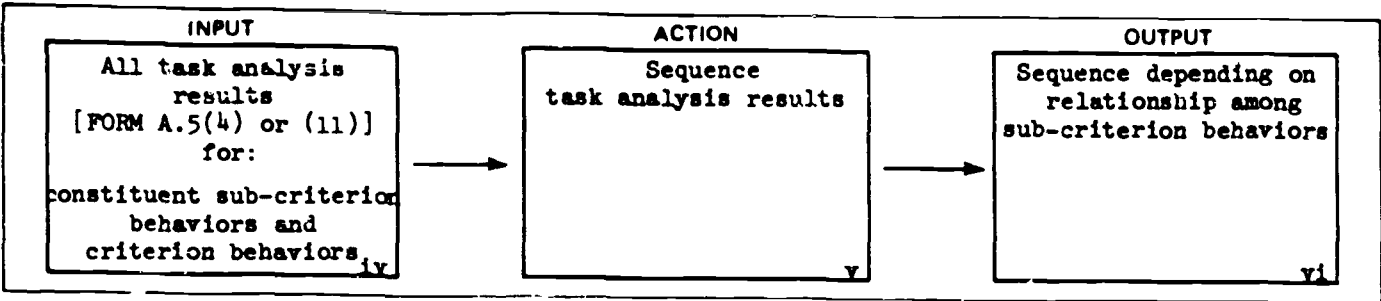 INPUT
All task analysis
results
[FORM A.5(4) or (11)]
for:
constituent sub-criterion
behaviors and
criterion behaviors
iv
ACTION
Sequence
task analysis results
v
OUTPUT
Sequence depending on
relationship among
sub-criterion behaviors
vi